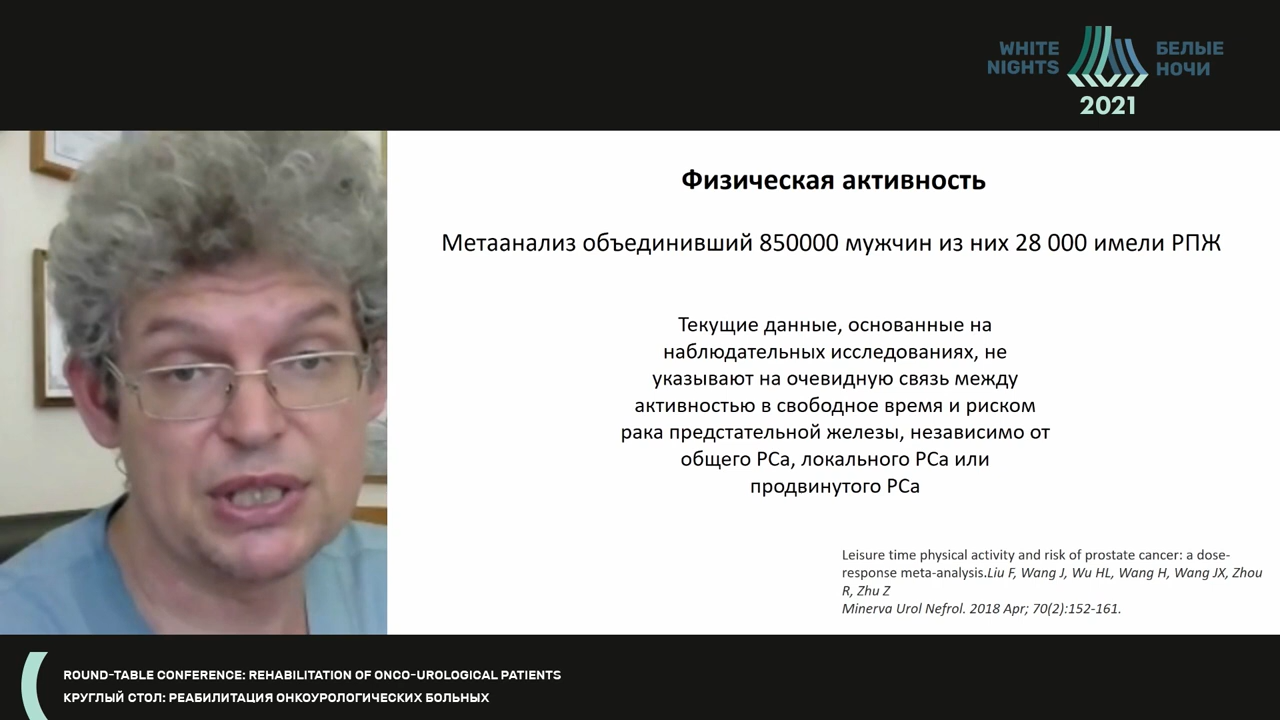 WHITE
NIGHTS
БЕЛЫЕ
НОЧИ
2021
Физическая активность
Метаанализ объединивший 850000 мужчин из них 28 000 имели РПЖ
Текущие данные, основанные на
наблюдательных исследованиях, не
указывают на очевидную связь между
активностью в свободное время и риском
рака предстательной железы, независимо от
общего PCa, локального PCa или
продвинутого PCa
Leisure time physical activity and risk of prostate cancer: a dose-
response meta-analysis.Liu F, Wang J, Wu HL, Wang H, Wang JX, Zhou
R, Zhu Z
Minerva Urol Nefrol. 2018 Apr; 70(2):152-161.
ROUND-TABLE CONFERENCE: REHABILITATION OF ONCO-UROLOGICAL PATIENTS
КРУГЛЫЙ СТОЛ: РЕАБИЛИТАЦИЯ ОНКОУРОЛОГИЧЕСКИХ БОЛЬНЫХ